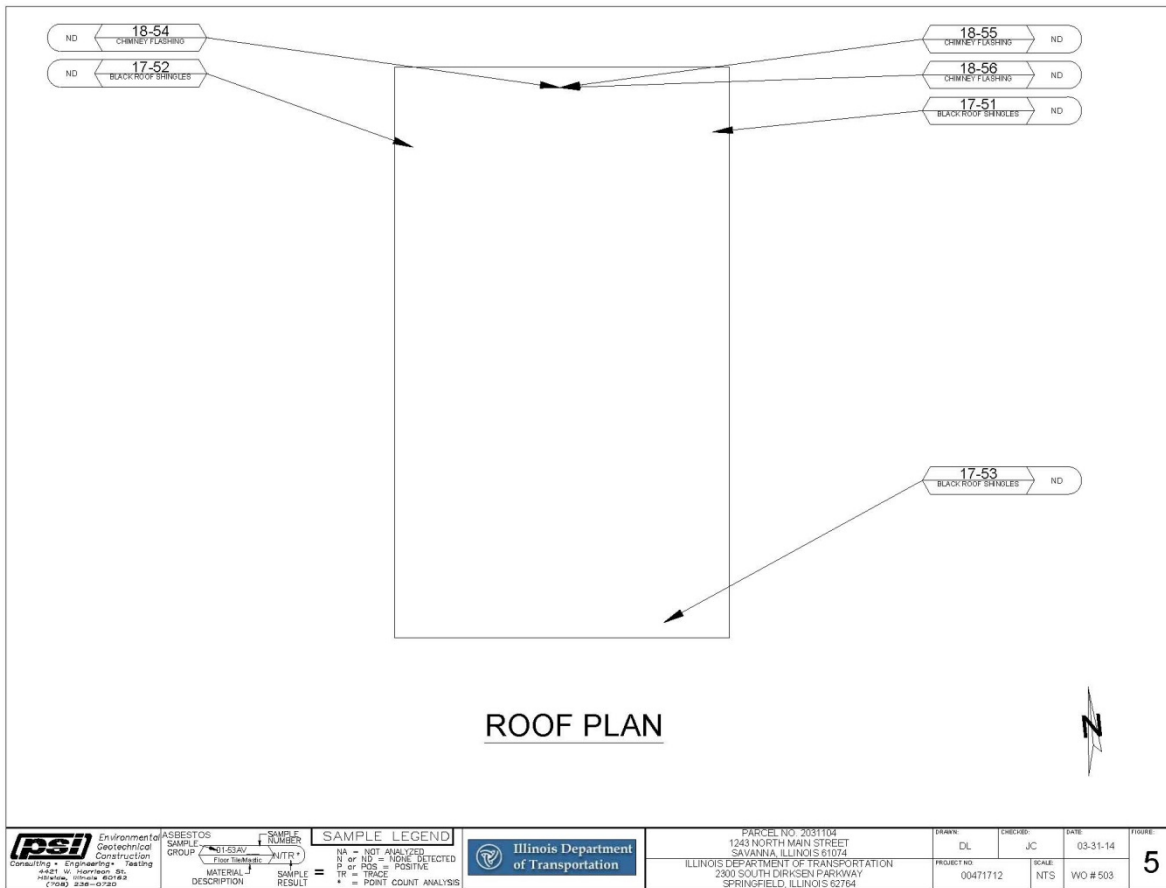 ND 18-54
CHIMNEY FLASHING
ND 17-52
BLACK ROOF SHINGLES
18-55 ND
CHIMNEY FLASHING
18-56 ND
CHIMNEY FLASHING
17-51 ND
BLACK ROOF SHINGLES
17-53 ND
BLACK ROOF SHINGLES
ROOF PLAN
N
psi
Environmental
Geotechnical
Construction
Consulting • Engineering • Testing
4421 W. Harrison St.
Hillside, Illinois 60162
(708) 236-0720
ASBESTOS
SAMPLE
GROUP
SAMPLE
NUMBER
01-53AV
Floor Tile/Mastic
N/TR *
MATERIAL
DESCRIPTION
SAMPLE
RESULT
=
SAMPLE LEGEND
NA = NOT ANALYZED
N or ND = NONE DETECTED
P or POS = POSITIVE
TR = TRACE
* = POINT COUNT ANALYSIS
Illinois Department
of Transportation
PARCEL NO. 2031104
1243 NORTH MAIN STREET
SAVANNA, ILLINOIS 61074
ILLINOIS DEPARTMENT OF TRANSPORTATION
2300 SOUTH DIRKSEN PARKWAY
SPRINGFIELD, ILLINOIS 62764
DRAWN: CHECKED: DATE: FIGURE:
DL JC 03-31-14
PROJECT NO. SCALE
00471712 NTS WO # 503
5